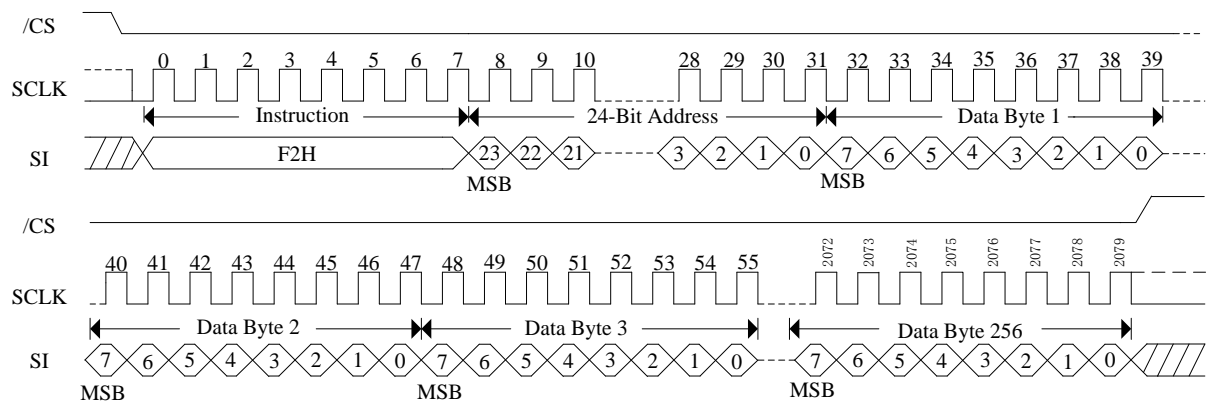 /CS
0 1 2 3 4 5 6 7 8 9 10 28 29 30 31 32 33 34 35 36 37 38 39
SCLK
Instruction 24-Bit Address Data Byte 1
SI F2H 23 22 21 3 2 1 0 7 6 5 4 3 2 1 0
MSB MSB
/CS
40 41 42 43 44 45 46 47 48 49 50 51 52 53 54 55 2072 2073 2074 2075 2076 2077 2078 2079
SCLK
Data Byte 2 Data Byte 3 Data Byte 256
SI 7 6 5 4 3 2 1 0 7 6 5 4 3 2 1 0 7 6 5 4 3 2 1 0
MSB MSB MSB